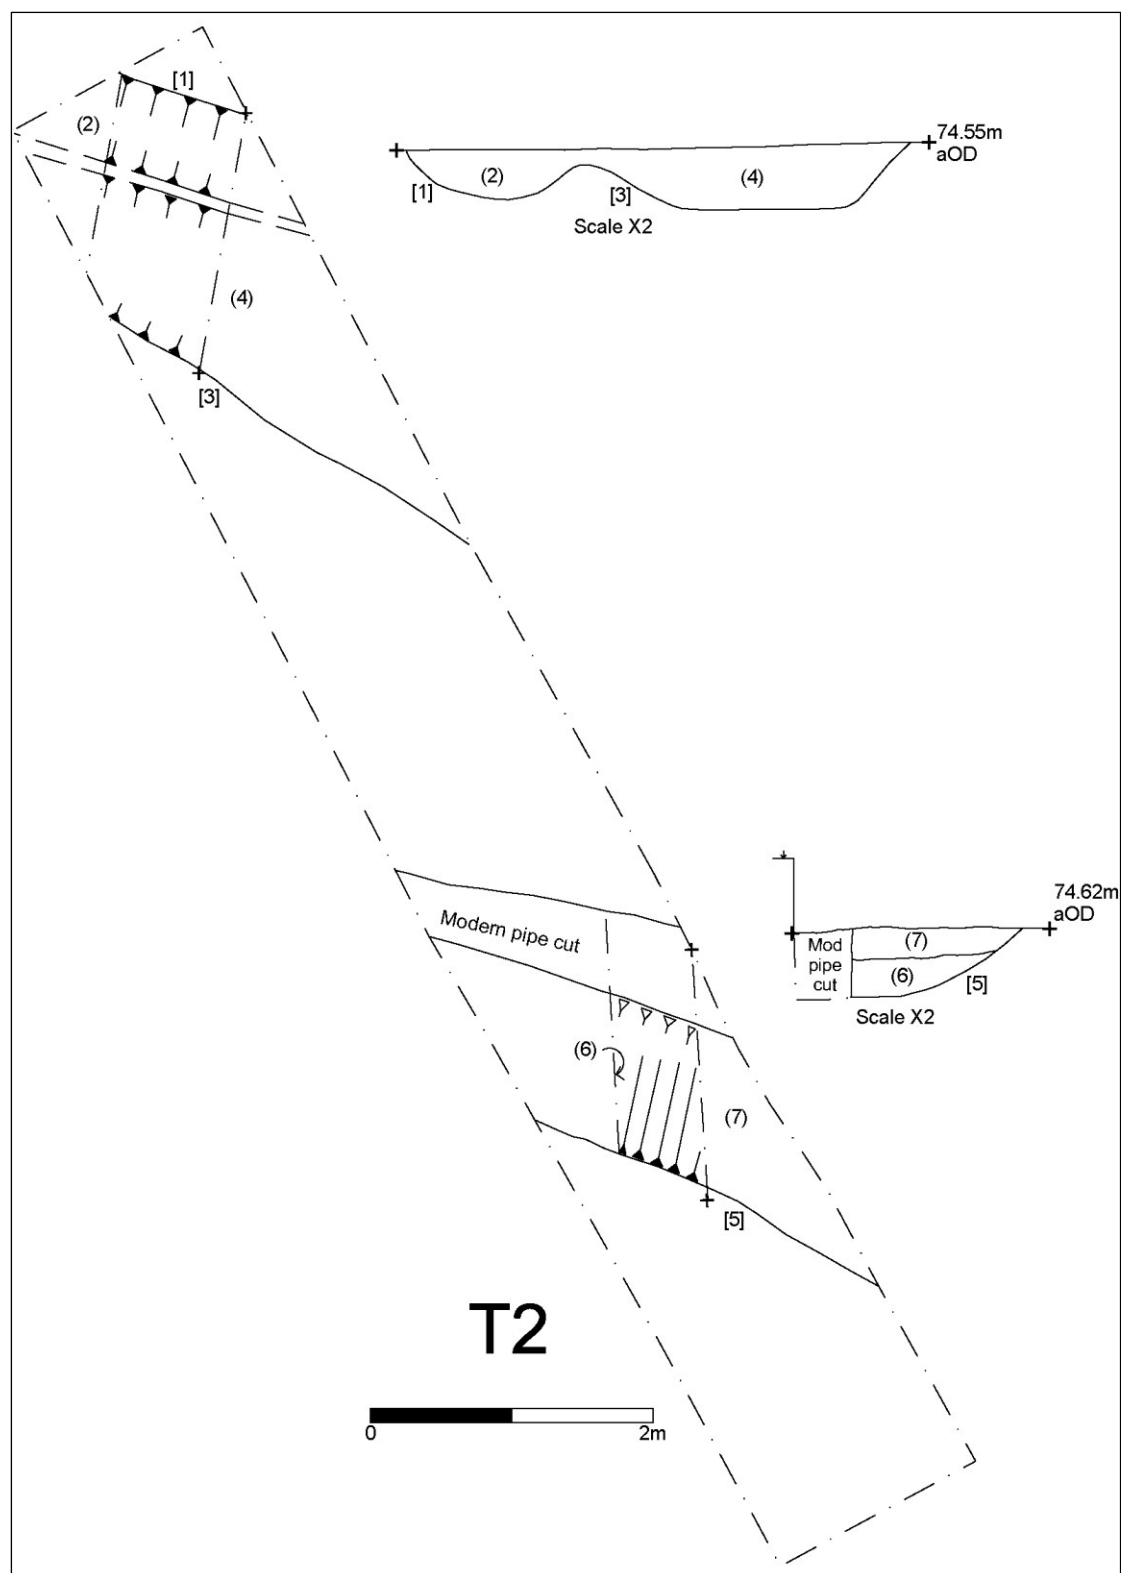 [1]
(2)
74.55m
aOD
[1]
(2)
[3]
(4)
Scale X2
(4)
[3]
Modern pipe cut
74.62m
aOD
(7)
Mod
pipe
cut
(6)
[5]
Scale X2
(6)
(7)
[5]
T2
0
2m